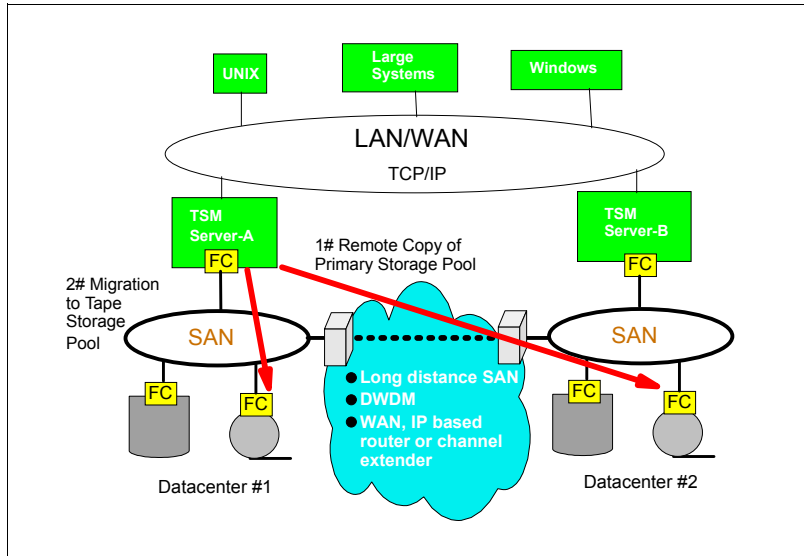 UNIX
Large
Systems
Windows
LAN/WAN
TCP/IP
TSM
Server-A
FC
TSM
Server-B
FC
1# Remote Copy of
Primary Storage Pool
2# Migration
to Tape
Storage
Pool
SAN
SAN
● Long distance SAN
● DWDM
● WAN, IP based
router or channel
extender
FC
FC
FC
FC
Datacenter #1
Datacenter #2